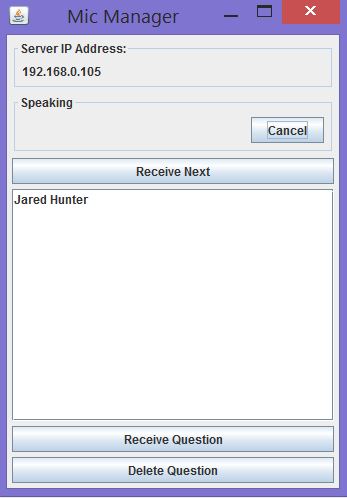 Mic Manager
Server IP Address:
192.168.0.105
Speaking
Cancel
Receive Next
Jared Hunter
Receive Question
Delete Question